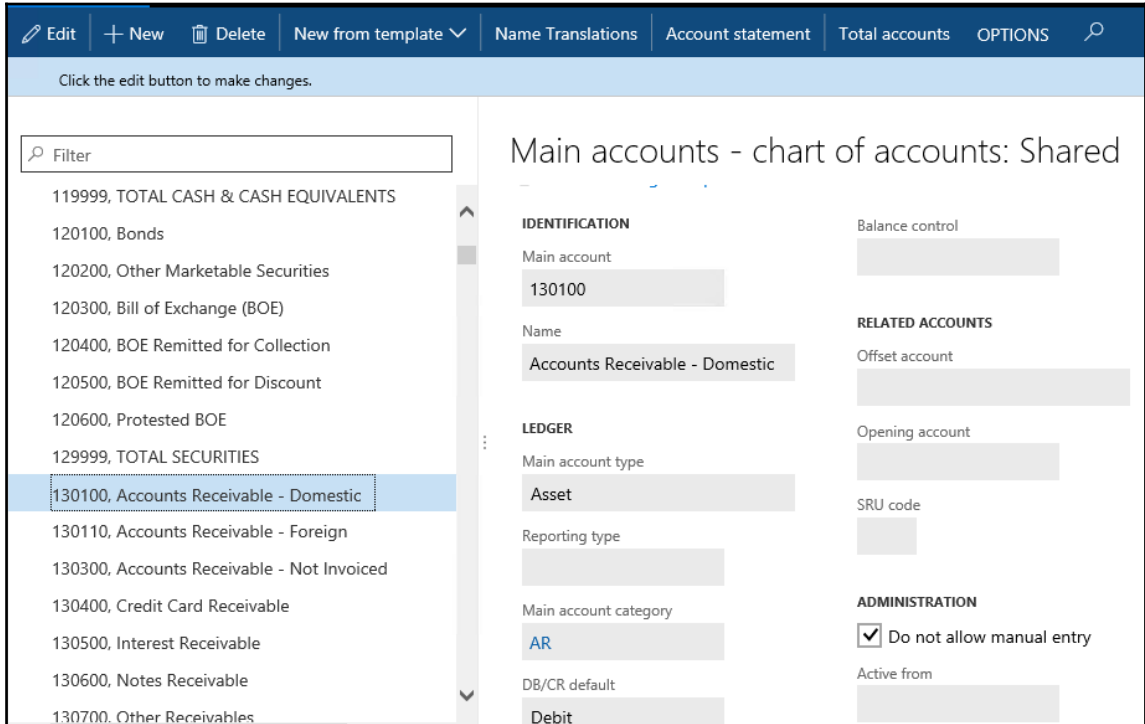 Edit New Delete New from template Name Translations Account statement Total accounts OPTIONS
Click the edit button to make changes.
Filter
119999, TOTAL CASH & CASH EQUIVALENTS
120100, Bonds
120200, Other Marketable Securities
120300, Bill of Exchange (BOE)
120400, BOE Remitted for Collection
120500, BOE Remitted for Discount
120600, Protested BOE
129999, TOTAL SECURITIES
130100, Accounts Receivable - Domestic
130110, Accounts Receivable - Foreign
130300, Accounts Receivable - Not Invoiced
130400, Credit Card Receivable
130500, Interest Receivable
130600, Notes Receivable
130700, Other Receivables
Main accounts - chart of accounts: Shared
IDENTIFICATION
Main account
130100
Name
Accounts Receivable - Domestic
LEDGER
Main account type
Asset
Reporting type
Main account category
AR
DB/CR default
Debit
Balance control
RELATED ACCOUNTS
Offset account
Opening account
SRU code
ADMINISTRATION
Do not allow manual entry
Active from